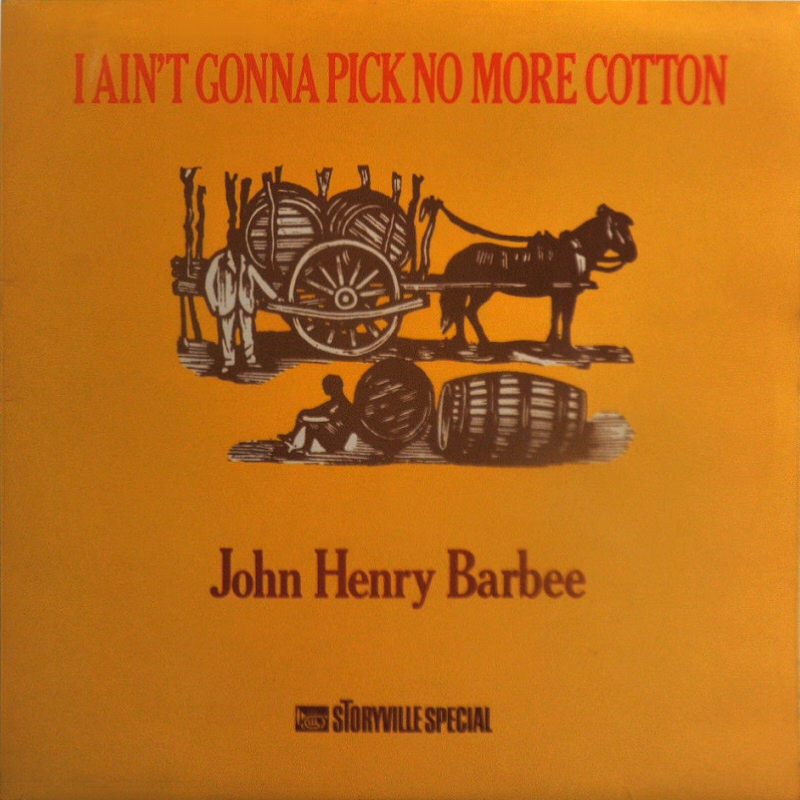 I AIN'T GONNA PICK NO MORE COTTON
John Henry Barbee
STORYVILLE SPECIAL